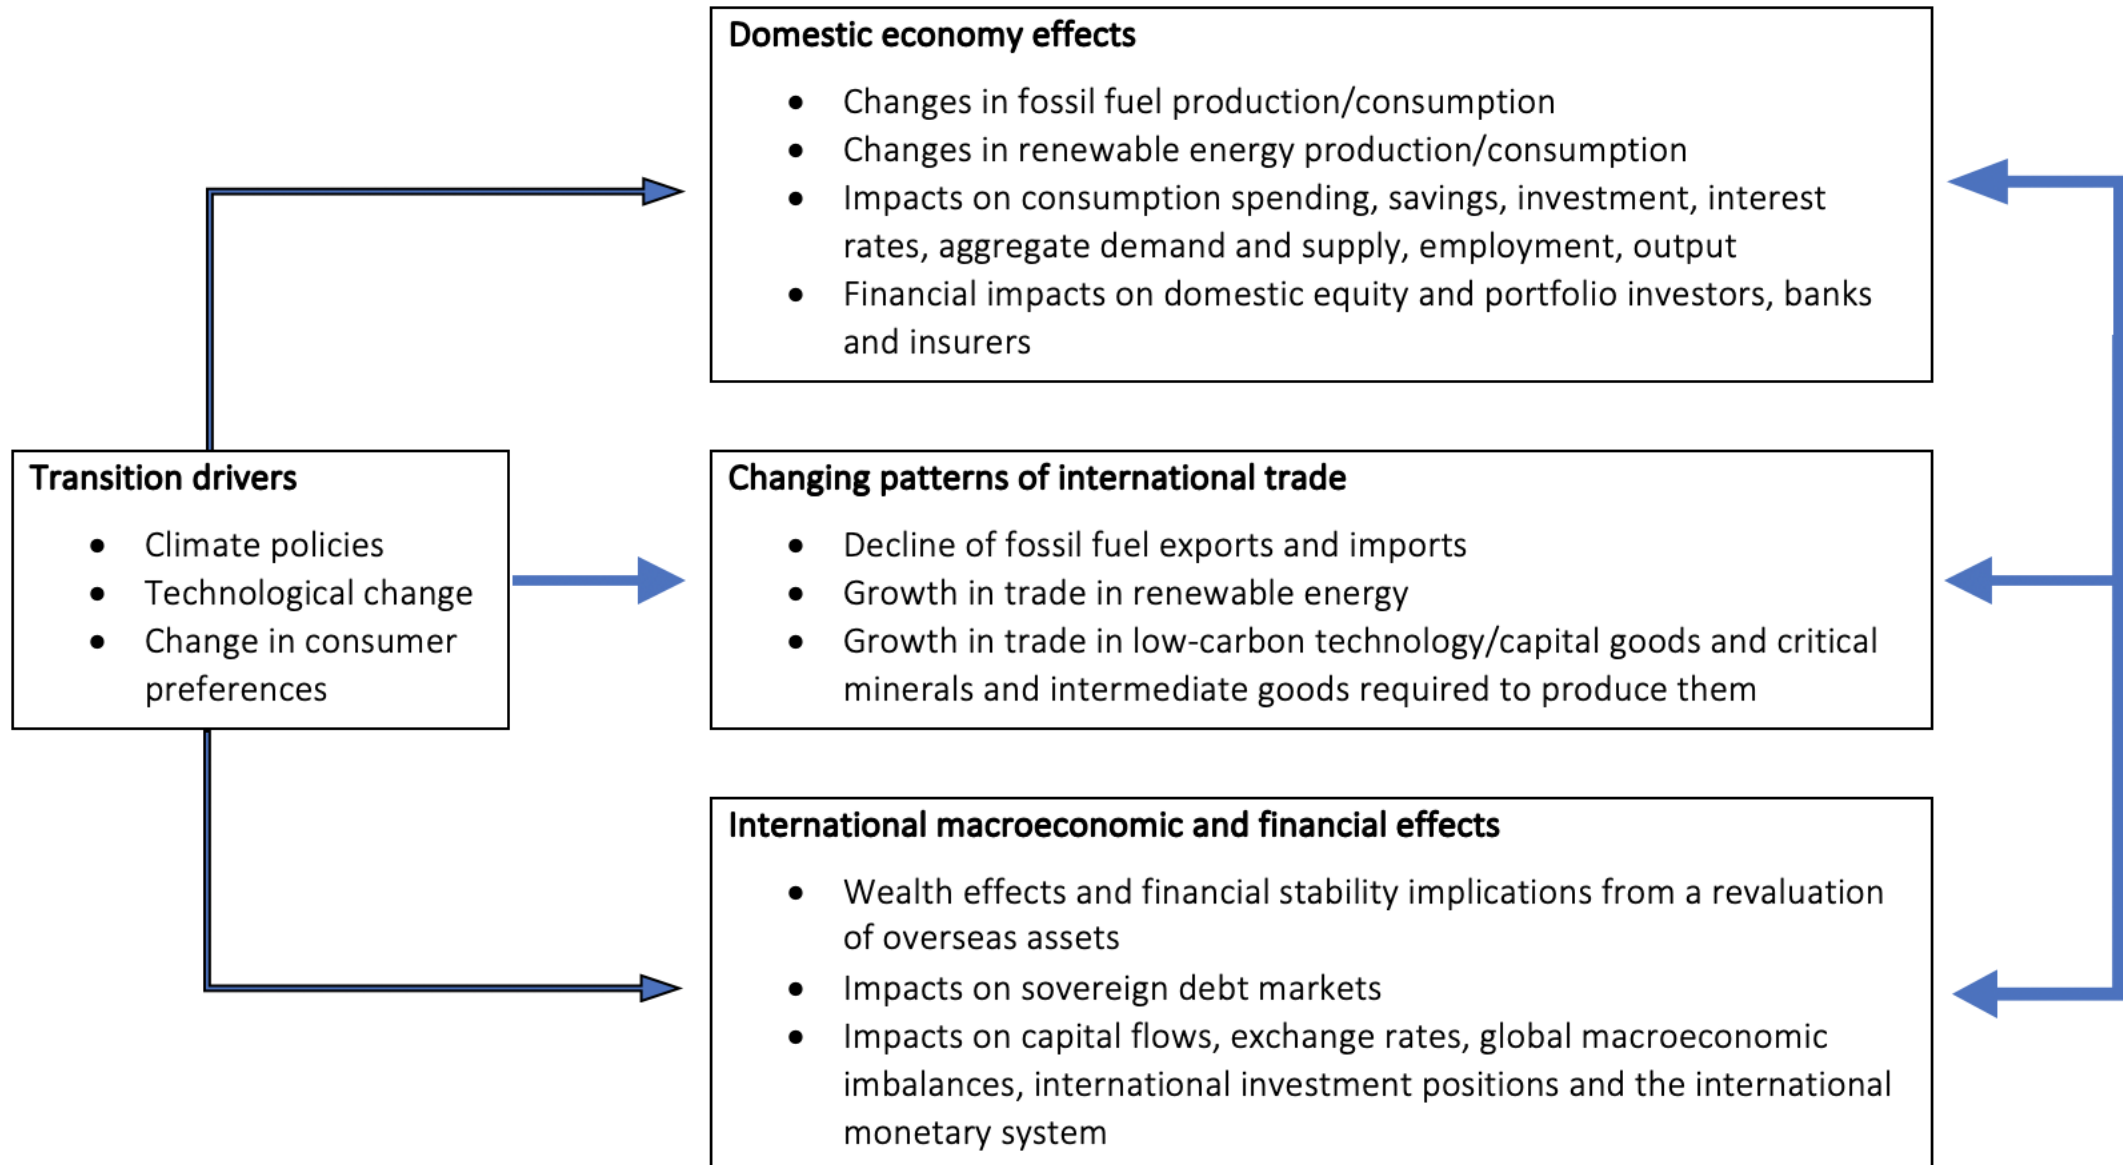 Domestic economy effects
• Changes in fossil fuel production/consumption
• Changes in renewable energy production/consumption
• Impacts on consumption spending, savings, investment, interest
rates, aggregate demand and supply, employment, output
• Financial impacts on domestic equity and portfolio investors, banks
and insurers
Transition drivers
• Climate policies
• Technological change
• Change in consumer
preferences
Changing patterns of international trade
• Decline of fossil fuel exports and imports
• Growth in trade in renewable energy
• Growth in trade in low-carbon technology/capital goods and critical
minerals and intermediate goods required to produce them
International macroeconomic and financial effects
• Wealth effects and financial stability implications from a revaluation
of overseas assets
• Impacts on sovereign debt markets
• Impacts on capital flows, exchange rates, global macroeconomic
imbalances, international investment positions and the international
monetary system